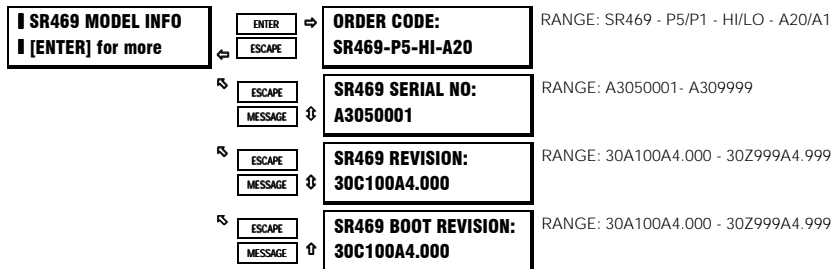 SR469 MODEL INFO
[ENTER] for more
ENTER
ESCAPE
ORDER CODE:
SR469-P5-HI-A20
RANGE: SR469 - P5/P1 - HI/LO - A20/A1
ESCAPE
MESSAGE
SR469 SERIAL NO:
A3050001
RANGE: A3050001- A309999
ESCAPE
MESSAGE
SR469 REVISION:
30C100A4.000
RANGE: 30A100A4.000 - 30Z999A4.999
ESCAPE
MESSAGE
SR469 BOOT REVISION:
30C100A4.000
RANGE: 30A100A4.000 - 30Z999A4.999